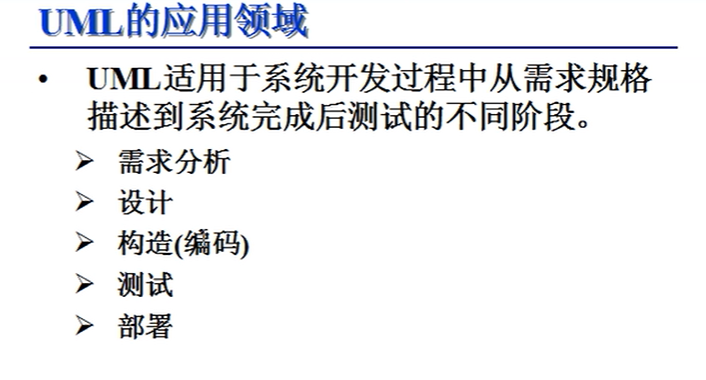 UML的应用领域
• UML适用于系统开发过程中从需求规格
描述到系统完成后测试的不同阶段。
➢ 需求分析
➢ 设计
➢ 构造(编码)
➢ 测试
➢ 部署